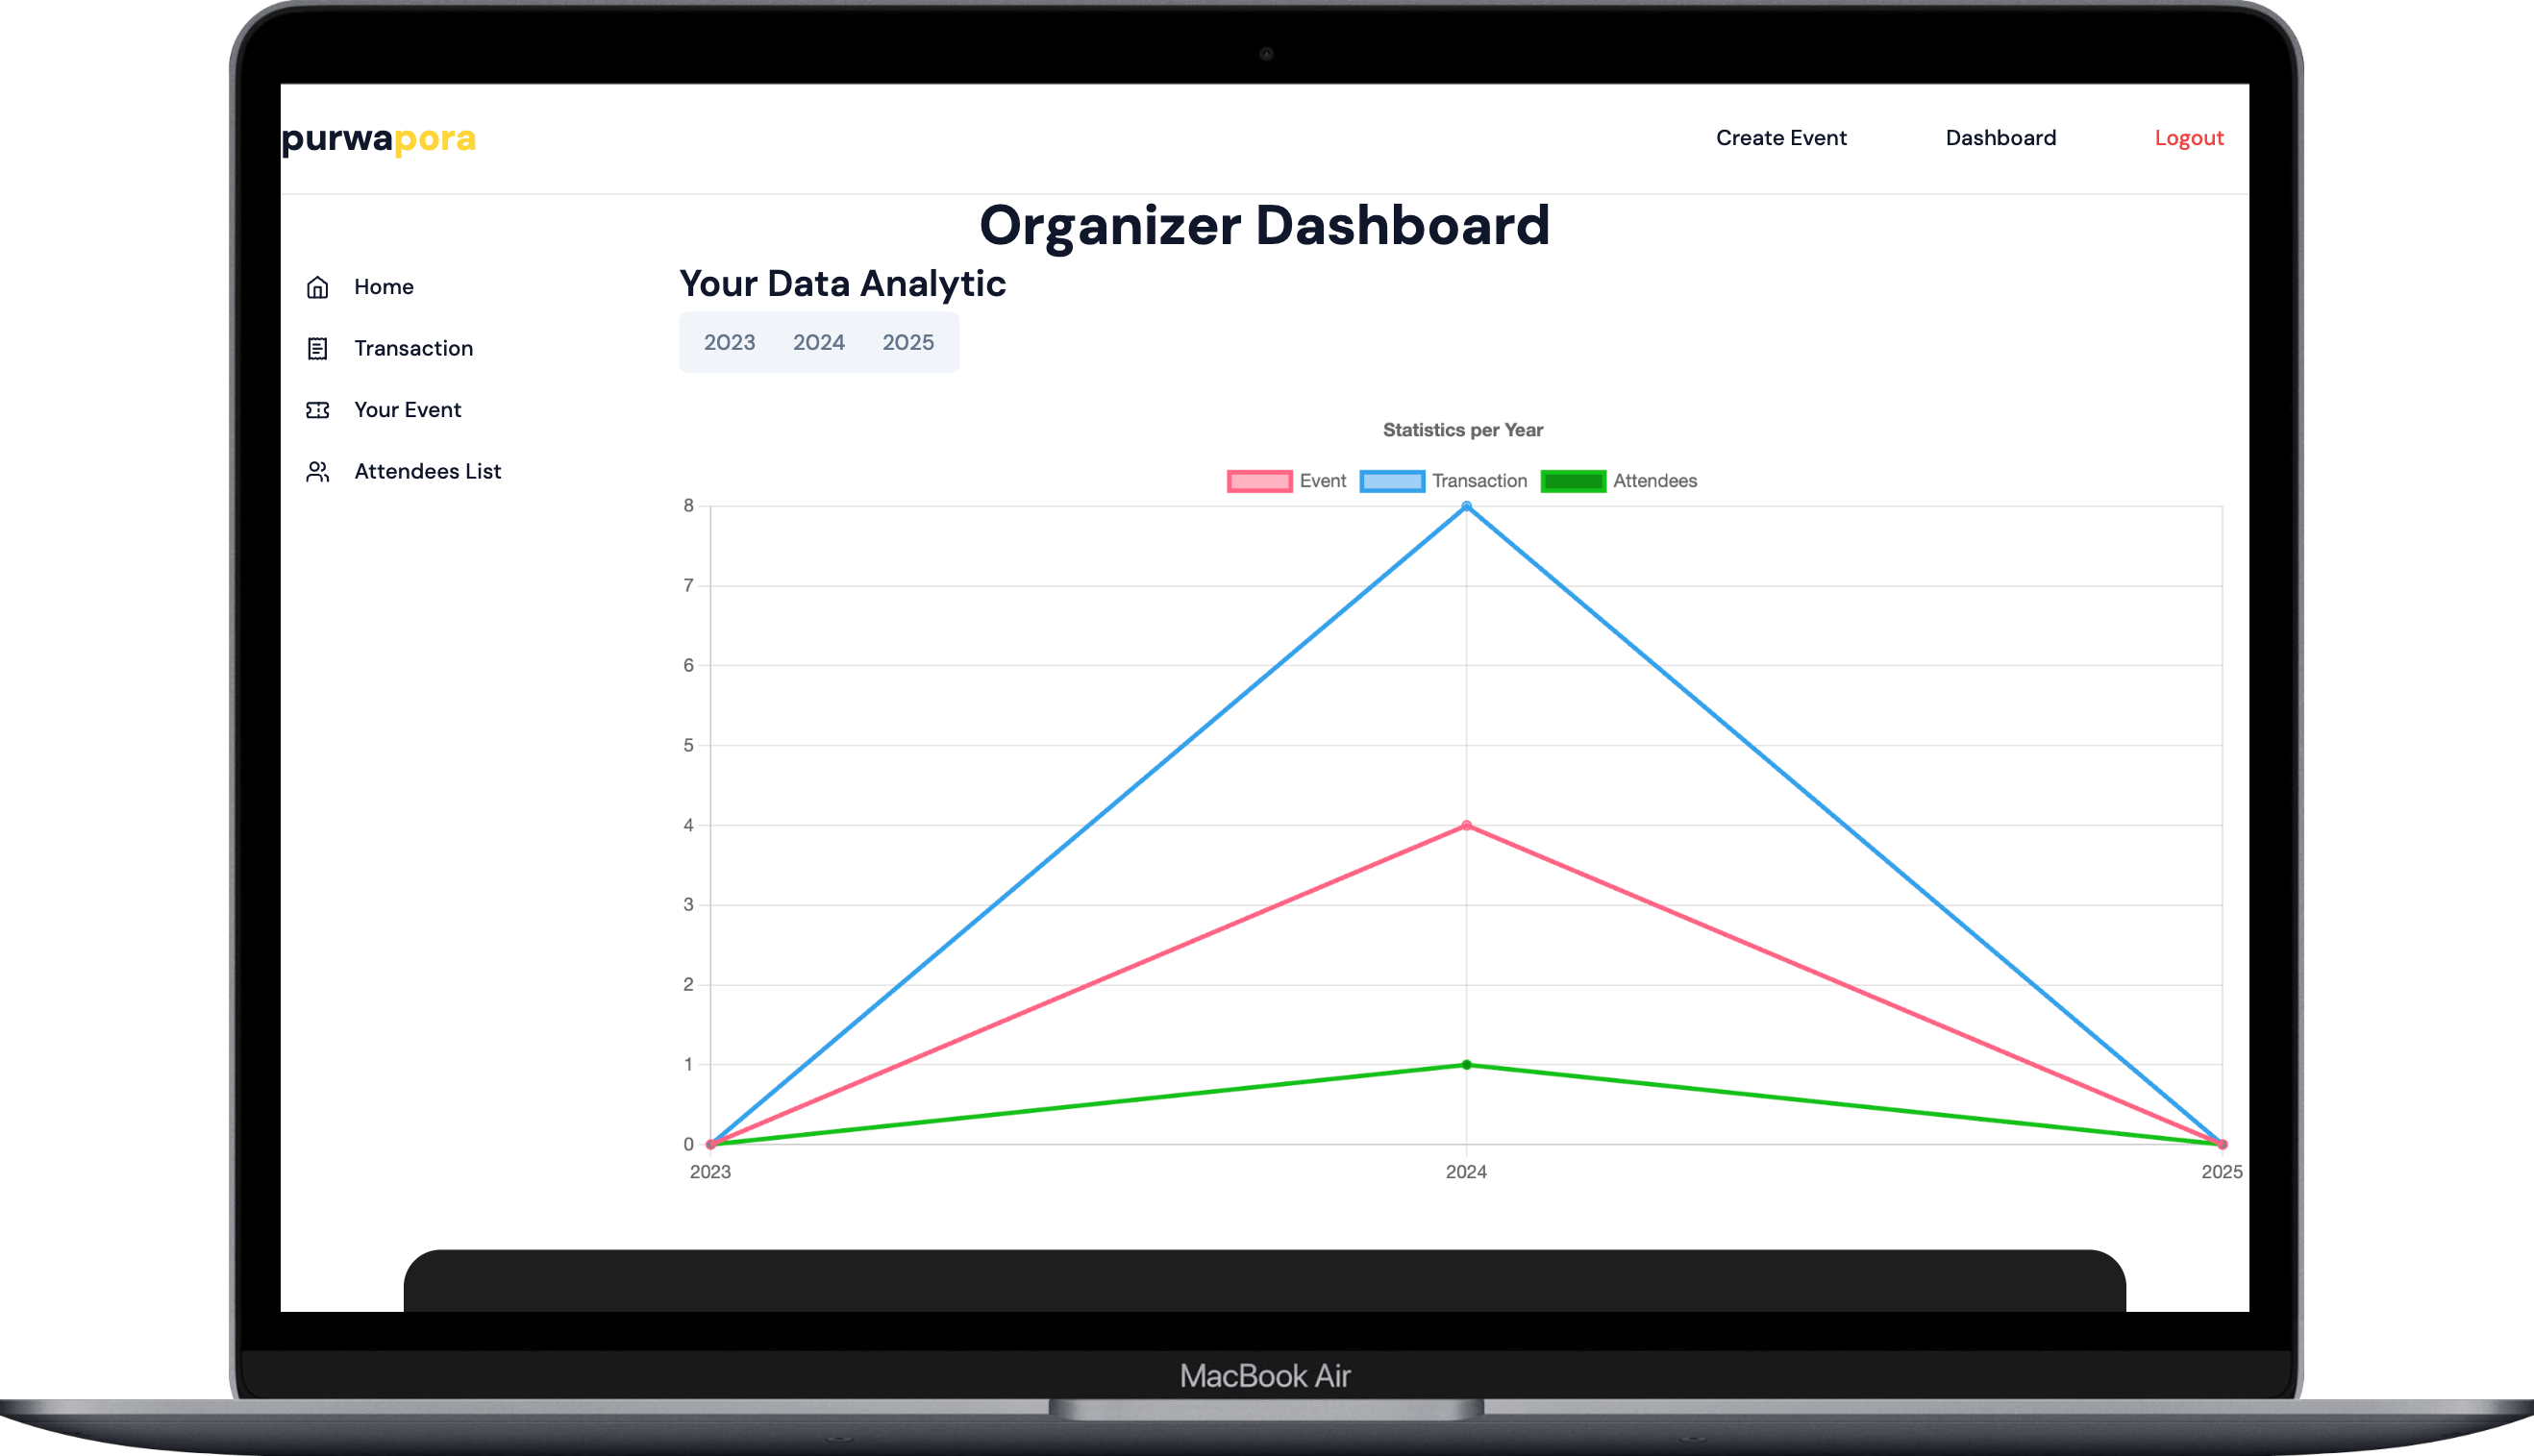 purwapora
Create Event Dashboard Logout
Organizer Dashboard
Home
Transaction
Your Event
Attendees List
Your Data Analytic
2023 2024 2025
Statistics per Year
Event Transaction Attendees
8
7
6
5
4
3
2
1
0
2023 2024 2025
MacBook Air